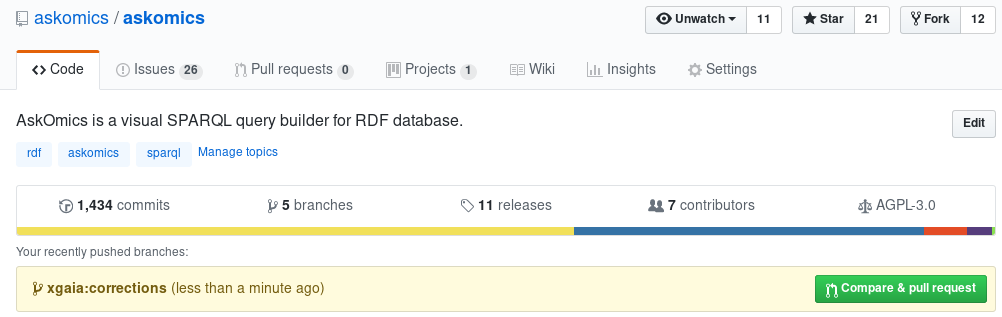 askomics / askomics Unwatch 11 Star 21 Fork 12
Code Issues 26 Pull requests 0 Projects 1 Wiki Insights Settings
AskOmics is a visual SPARQL query builder for RDF database. Edit
rdf askomics sparql Manage topics
1,434 commits 5 branches 11 releases 7 contributors AGPL-3.0
Your recently pushed branches:
xgaia:corrections (less than a minute ago) Compare & pull request